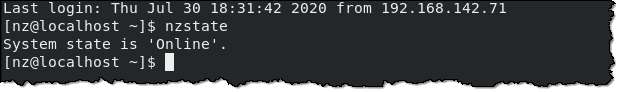 Last login: Thu Jul 30 18:31:42 2020 from 192.168.142.71
[nz@localhost ~]$ nzstate
System state is 'Online'.
[nz@localhost ~]$